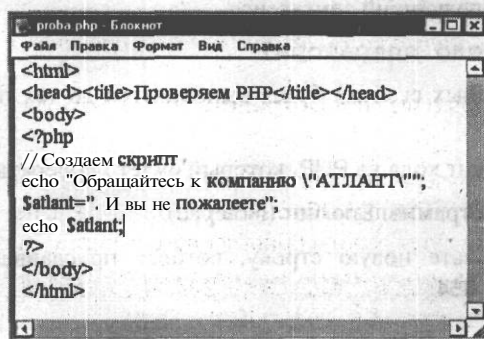 proba.php - Блокнот
Файл Правка Формат Вид Справка
<html>
<head><title>Проверяем PHP</title></head>
<body>
<?php
// Создаем скрипт
echo "Обращайтесь к компанию \"АТЛАНТ\"";
$atlant=". И вы не пожалеете";
echo $atlant;
?>
</body>
</html>